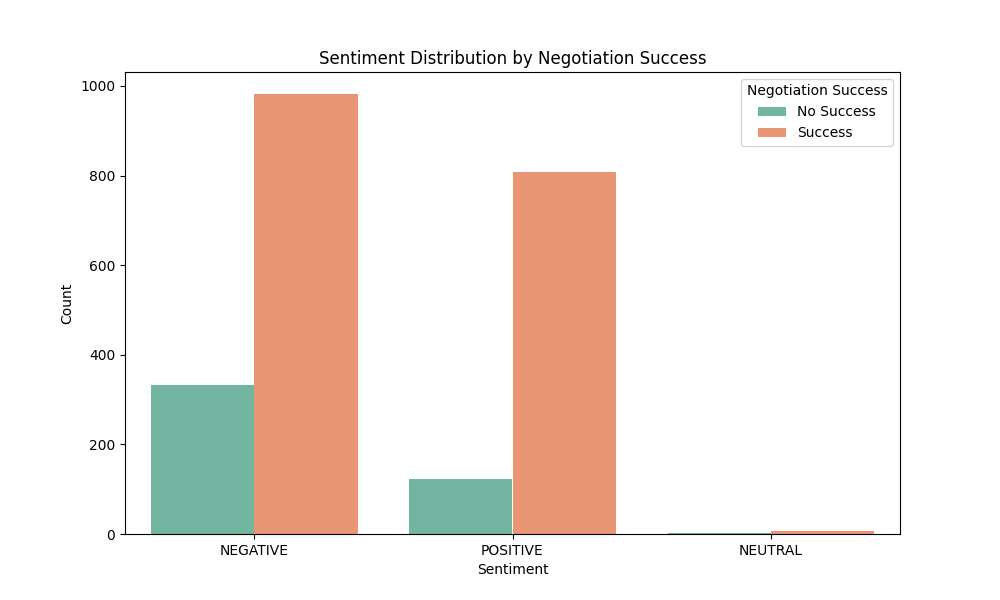 Sentiment Distribution by Negotiation Success
Negotiation Success
No Success
Success
1000
800
600
400
200
0
Count
NEGATIVE
POSITIVE
NEUTRAL
Sentiment